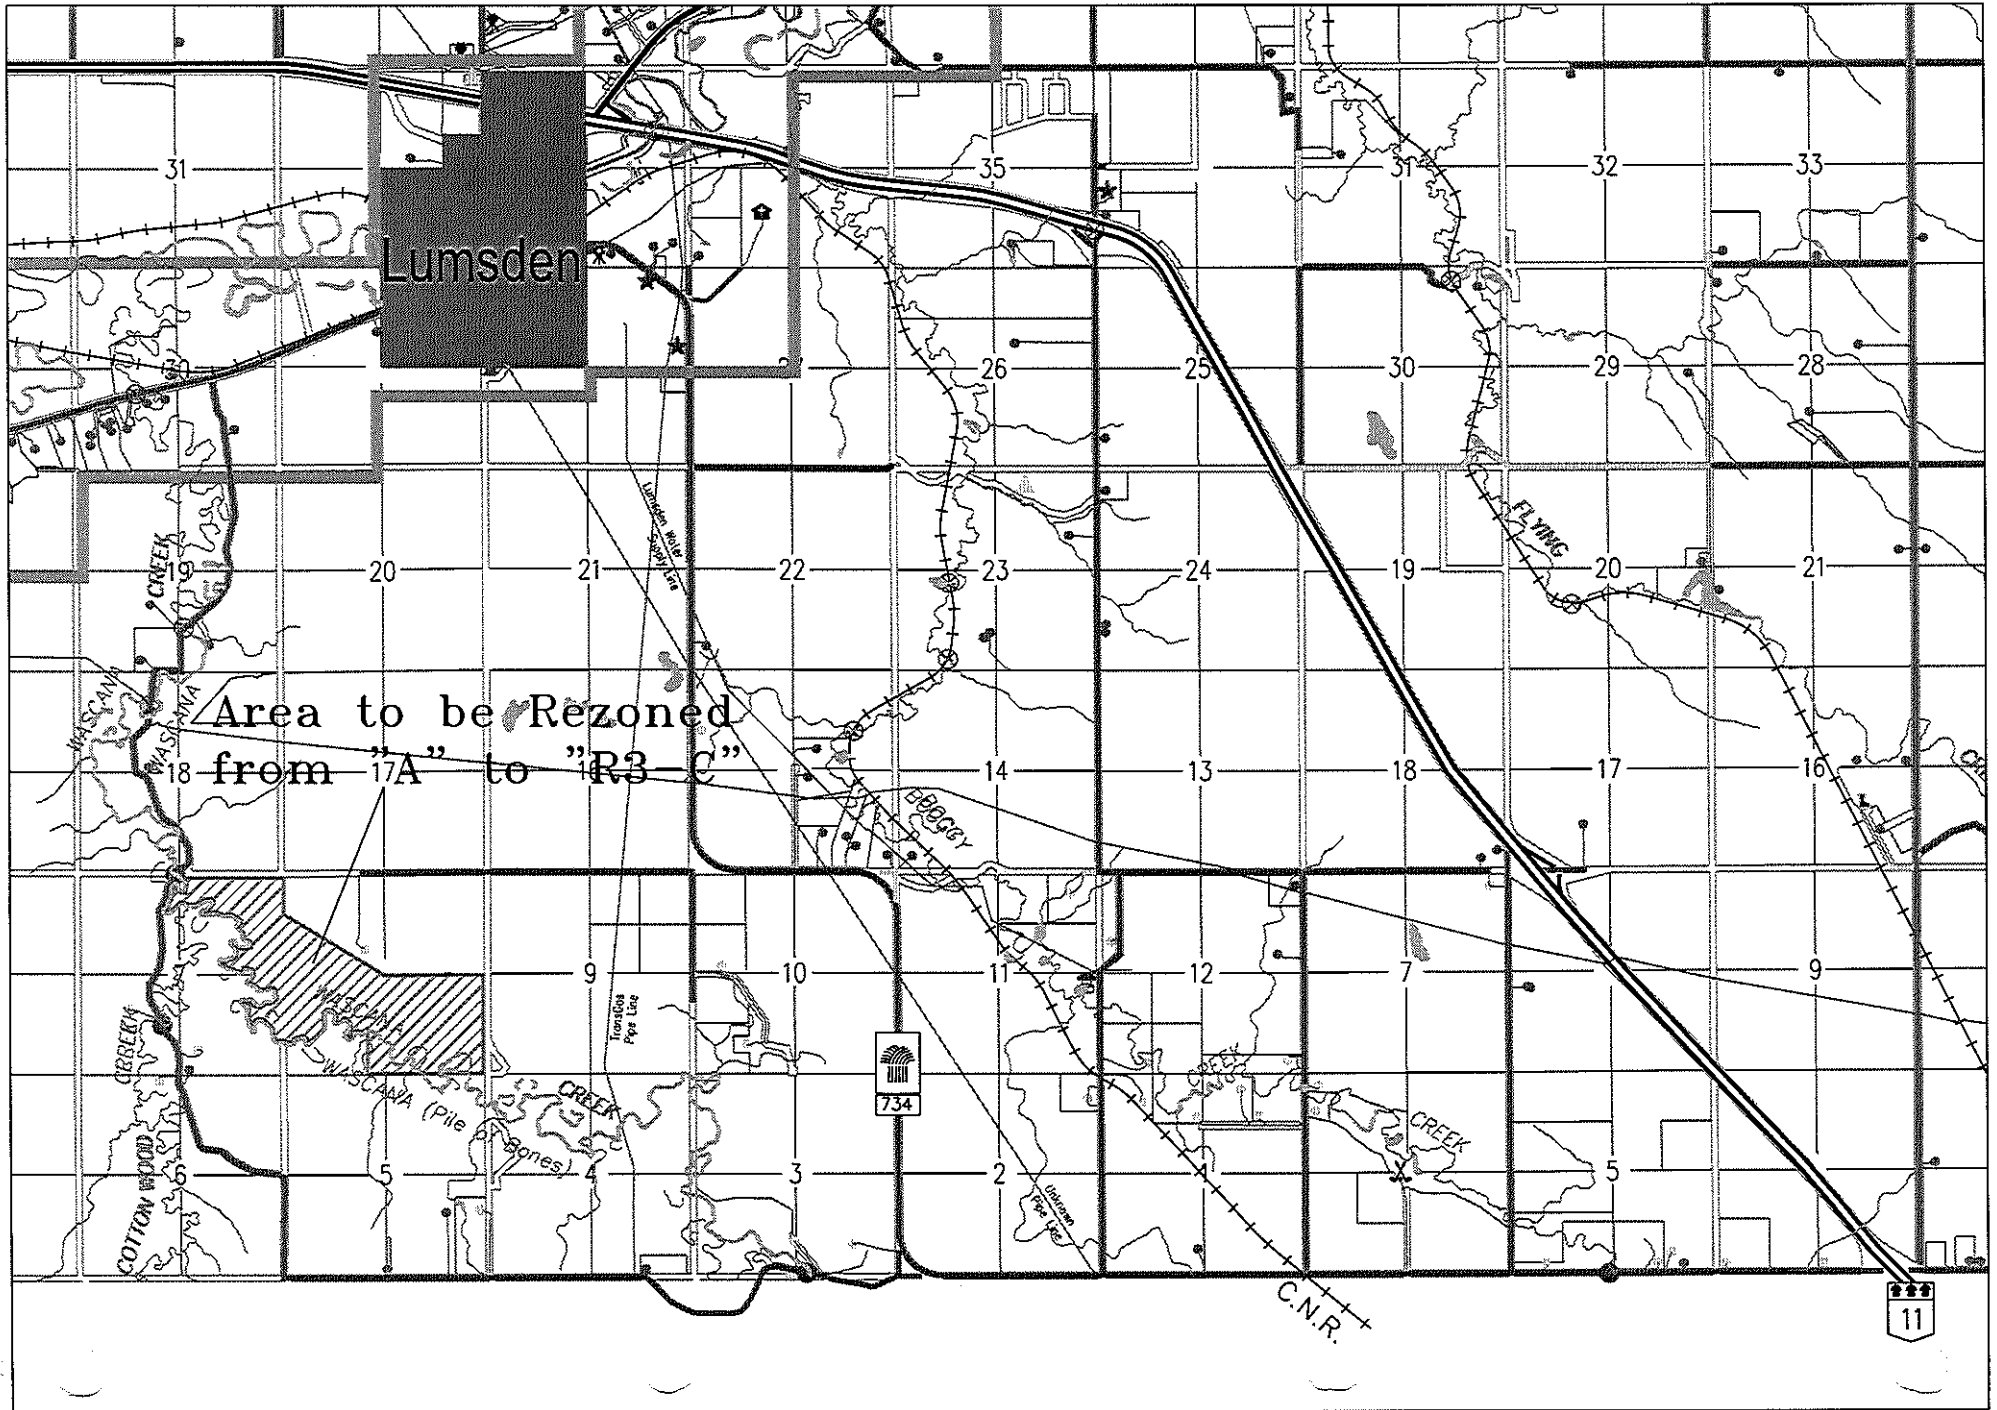 31
35
31
32
33
Lumsden
30
26
25
30
29
28
Lumsden Water
Supply Line
FLYING
CREEK
19
20
21
22
23
24
19
20
21
WASCANA
WASCANA
Area to be Rezoned
from "A" to "R3-C"
18
17
16
14
13
18
17
16
BOGGY
9
10
11
12
7
9
TransGas
Pipe Line
WASCANA
CREEK
WASCANA (Pile of Bones)
CREEK
CREEK
CREEK
734
COTTON WOOD
6
5
4
3
2
5
Unknown
Pipe Line
C.N.R.
11